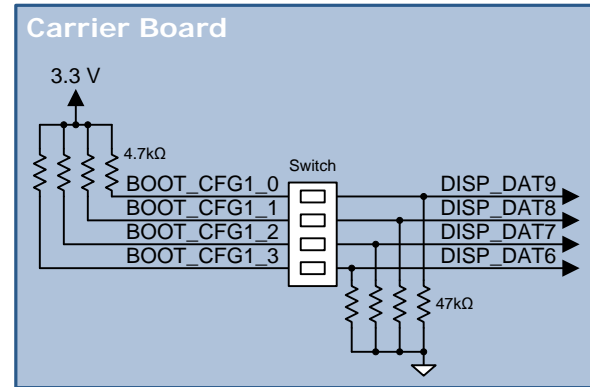 Carrier Board
3.3 V
4.7kΩ
Switch
BOOT_CFG1_0 DISP_DAT9
BOOT_CFG1_1 DISP_DAT8
BOOT_CFG1_2 DISP_DAT7
BOOT_CFG1_3 DISP_DAT6
47kΩ